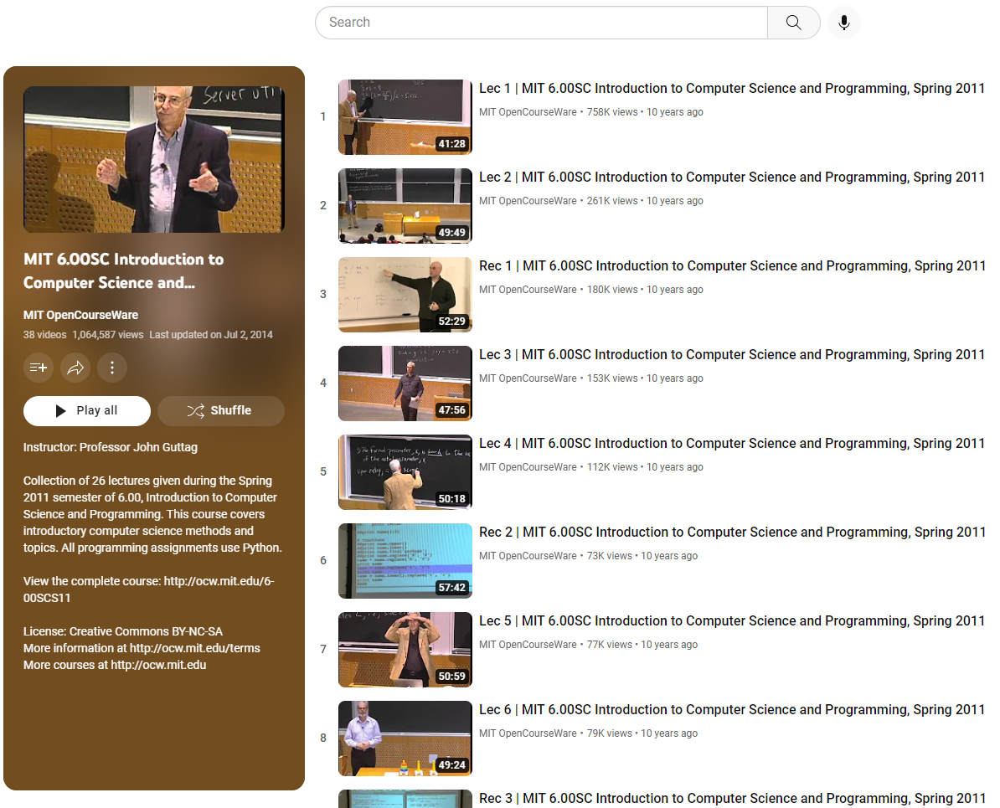 Search
Server uti
MIT 6.00SC Introduction to
Computer Science and...
MIT OpenCourseWare
38 videos 1,064,587 views Last updated on Jul 2, 2014
Play all
Shuffle
Instructor: Professor John Guttag
Collection of 26 lectures given during the Spring
2011 semester of 6.00, Introduction to Computer
Science and Programming. This course covers
introductory computer science methods and
topics. All programming assignments use Python.
View the complete course: http://ocw.mit.edu/6-
00SCS11
License: Creative Commons BY-NC-SA
More information at http://ocw.mit.edu/terms
More courses at http://ocw.mit.edu
1
41:28
Lec 1 | MIT 6.00SC Introduction to Computer Science and Programming, Spring 2011
MIT OpenCourseWare • 758K views • 10 years ago
2
49:49
Lec 2 | MIT 6.00SC Introduction to Computer Science and Programming, Spring 2011
MIT OpenCourseWare • 261K views • 10 years ago
3
52:29
Rec 1 | MIT 6.00SC Introduction to Computer Science and Programming, Spring 2011
MIT OpenCourseWare • 180K views • 10 years ago
4
47:56
Lec 3 | MIT 6.00SC Introduction to Computer Science and Programming, Spring 2011
MIT OpenCourseWare • 153K views • 10 years ago
5
50:18
Lec 4 | MIT 6.00SC Introduction to Computer Science and Programming, Spring 2011
MIT OpenCourseWare • 112K views • 10 years ago
6
57:42
Rec 2 | MIT 6.00SC Introduction to Computer Science and Programming, Spring 2011
MIT OpenCourseWare • 73K views • 10 years ago
7
50:59
Lec 5 | MIT 6.00SC Introduction to Computer Science and Programming, Spring 2011
MIT OpenCourseWare • 77K views • 10 years ago
8
49:24
Lec 6 | MIT 6.00SC Introduction to Computer Science and Programming, Spring 2011
MIT OpenCourseWare • 79K views • 10 years ago
Rec 3 | MIT 6.00SC Introduction to Computer Science and Programming, Spring 2011